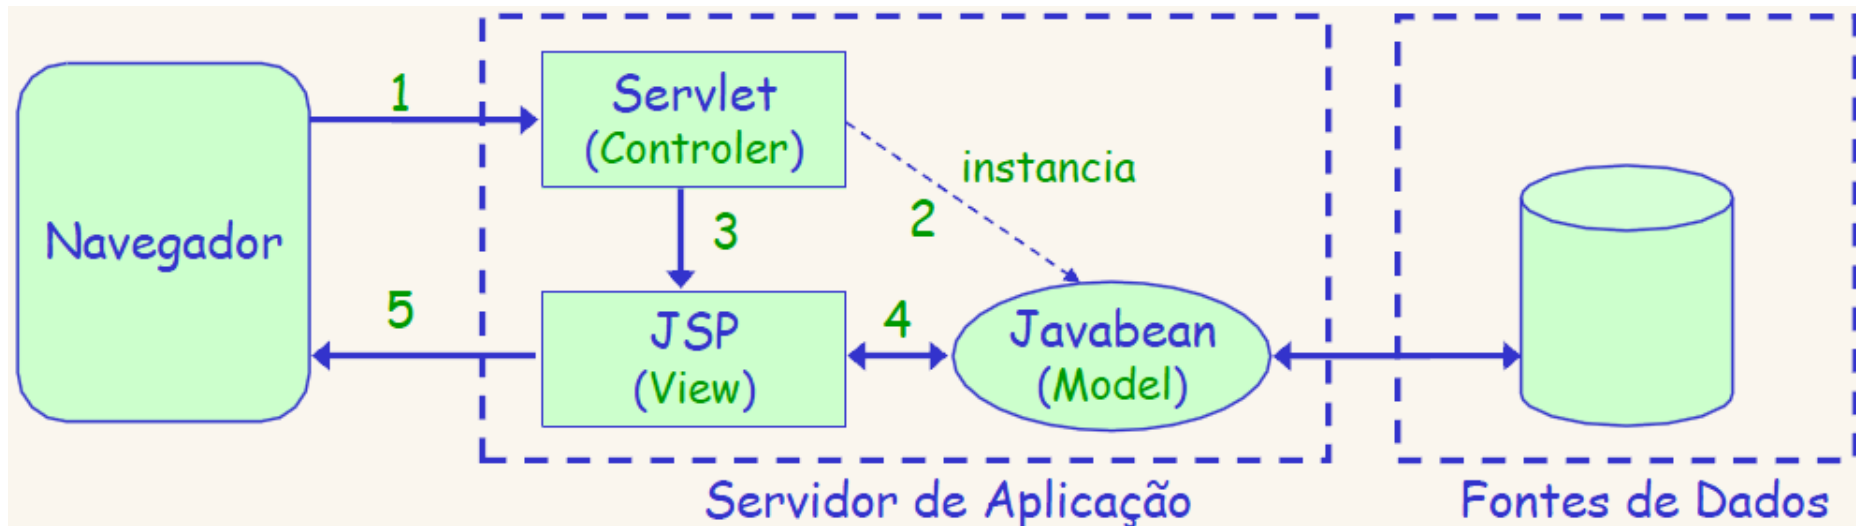 Navegador
1
Servlet
(Controler)
instancia
2
3
JSP
(View)
4
Javabean
(Model)
5
Servidor de Aplicação
Fontes de Dados